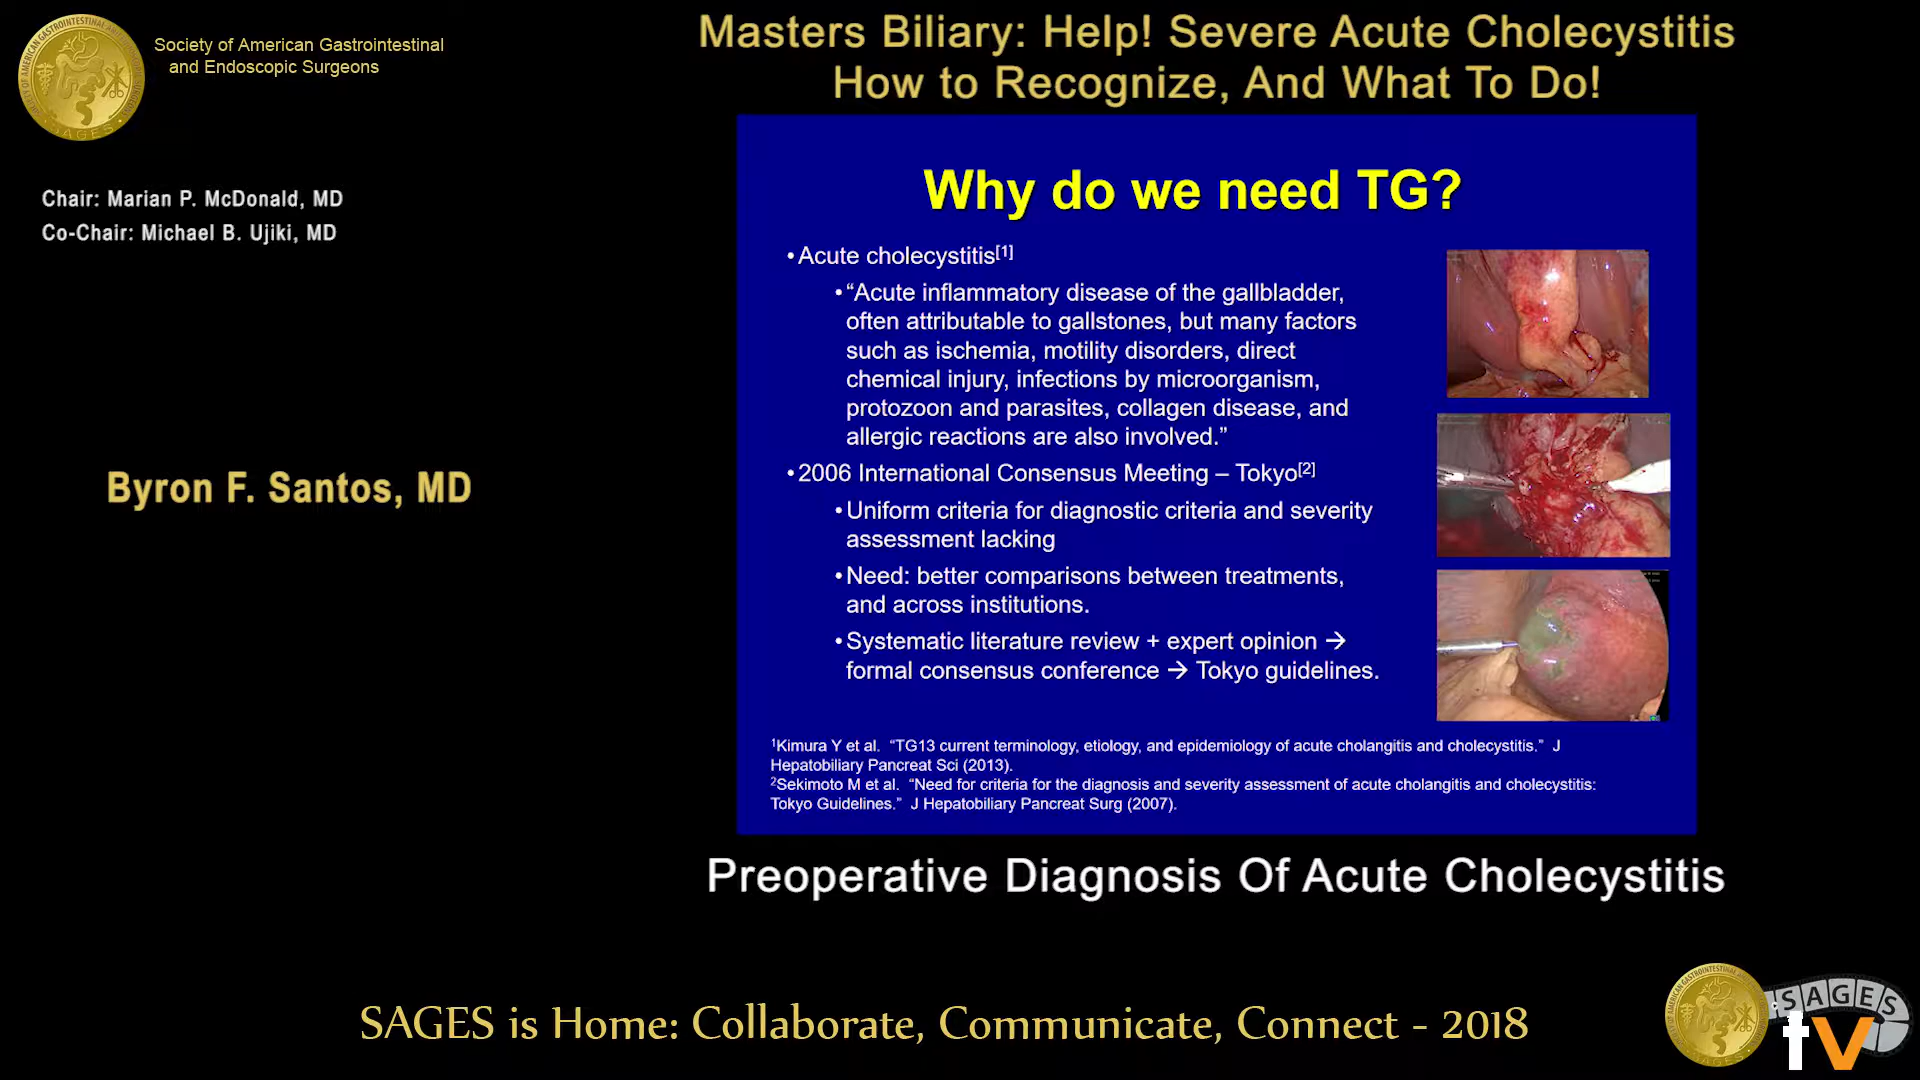 Society of American Gastrointestinal
and Endoscopic Surgeons
Masters Biliary: Help! Severe Acute Cholecystitis
How to Recognize, And What To Do!
Chair: Marian P. McDonald, MD
Co-Chair: Michael B. Ujiki, MD
Byron F. Santos, MD
Why do we need TG?
•Acute cholecystitis[1]
•“Acute inflammatory disease of the gallbladder,
often attributable to gallstones, but many factors
such as ischemia, motility disorders, direct
chemical injury, infections by microorganism,
protozoon and parasites, collagen disease, and
allergic reactions are also involved.”
•2006 International Consensus Meeting – Tokyo[2]
•Uniform criteria for diagnostic criteria and severity
assessment lacking
•Need: better comparisons between treatments,
and across institutions.
•Systematic literature review + expert opinion →
formal consensus conference → Tokyo guidelines.
1Kimura Y et al. “TG13 current terminology, etiology, and epidemiology of acute cholangitis and cholecystitis.” J
Hepatobiliary Pancreat Sci (2013).
2Sekimoto M et al. “Need for criteria for the diagnosis and severity assessment of acute cholangitis and cholecystitis:
Tokyo Guidelines.” J Hepatobiliary Pancreat Surg (2007).
Preoperative Diagnosis Of Acute Cholecystitis
SAGES is Home: Collaborate, Communicate, Connect - 2018
SAGES
tv